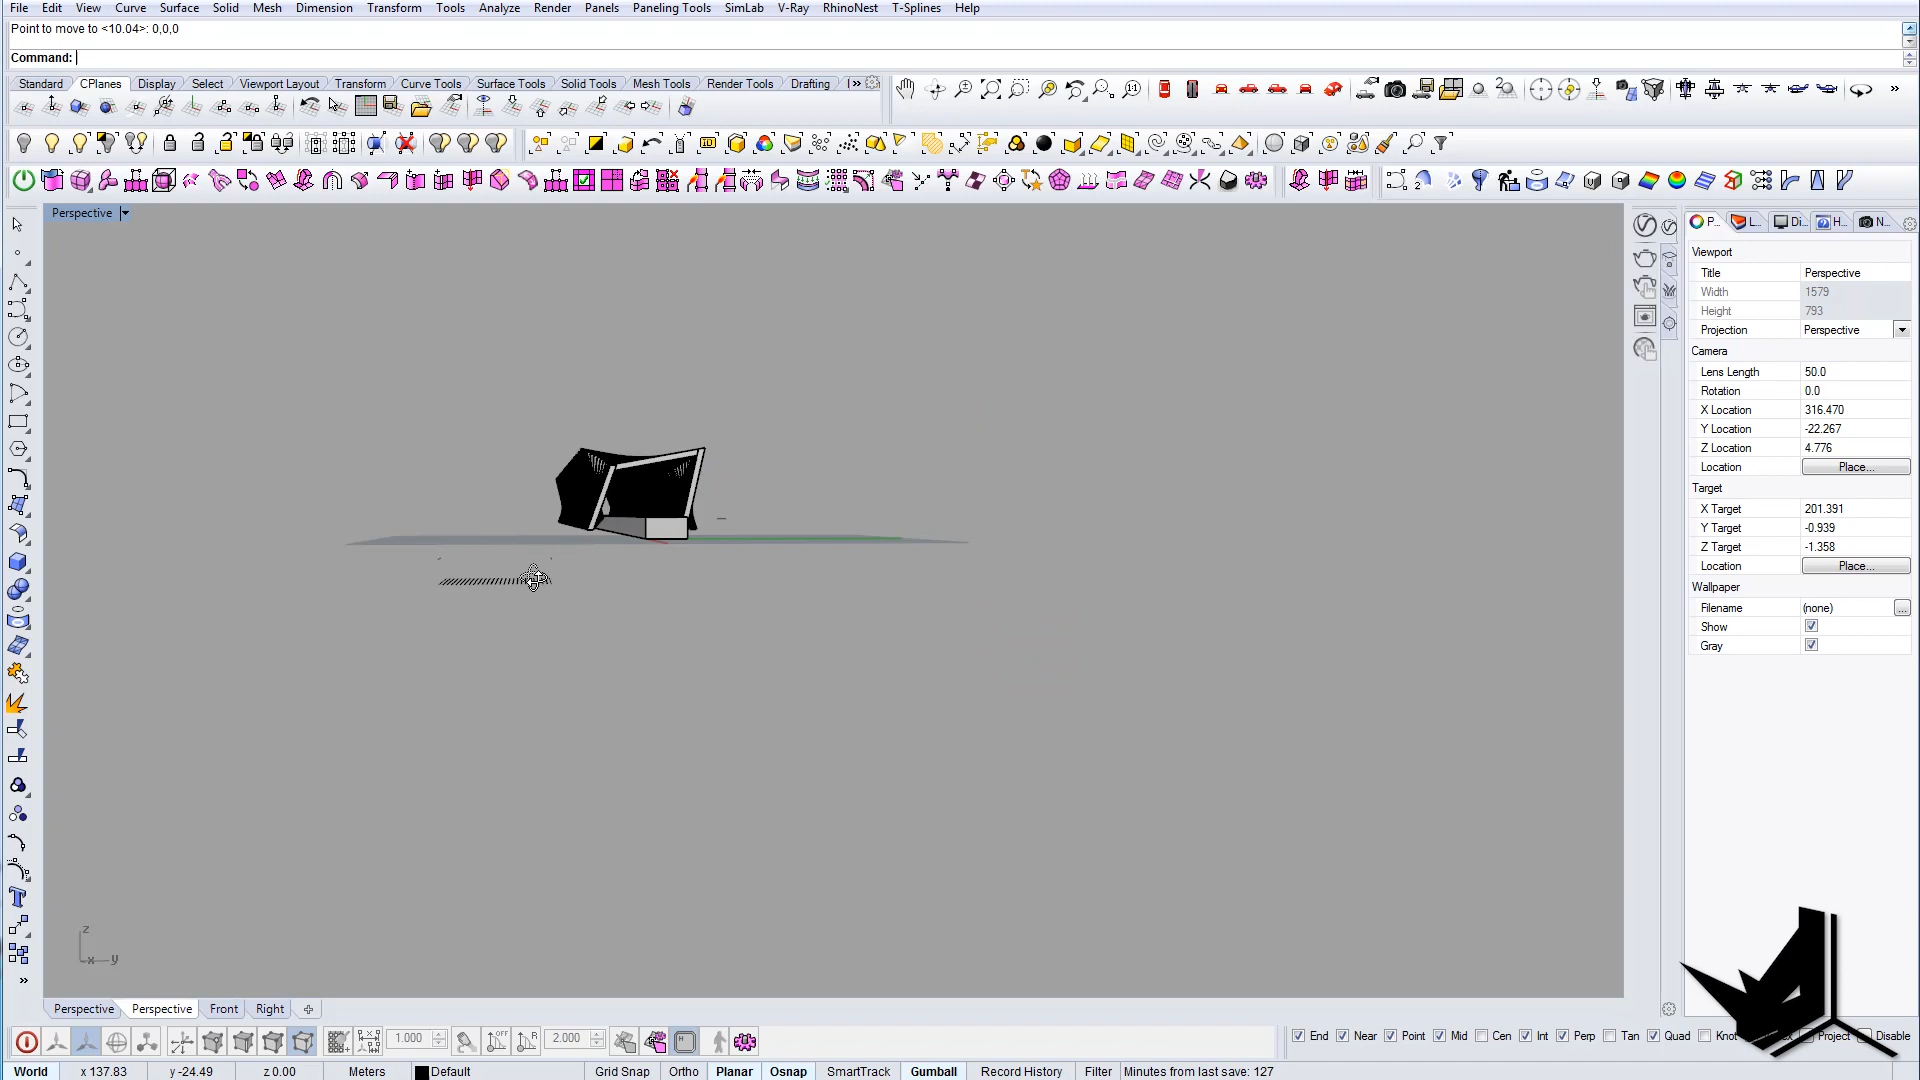 File Edit View Curve Surface Solid Mesh Dimension Transform Tools Analyze Render Panels Paneling Tools SimLab V-Ray RhinoNest T-Splines Help
Point to move to <10.04>: 0,0,0
Command:
Standard CPlanes Display Select Viewport Layout Transform Curve Tools Surface Tools Solid Tools Mesh Tools Render Tools Drafting
Perspective
P... L... Di... H... N...
Viewport
Title Perspective
Width 1579
Height 793
Projection Perspective
Camera
Lens Length 50.0
Rotation 0.0
X Location 316.470
Y Location -22.267
Z Location 4.776
Location Place...
Target
X Target 201.391
Y Target -0.939
Z Target -1.358
Location Place...
Wallpaper
Filename (none) ...
Show
Gray
z
x y
Perspective Perspective Front Right
1.000 2.000
End Near Point Mid Cen Int Perp Tan Quad Knot Project Disable
World x 137.83 y -24.49 z 0.00 Meters Default Grid Snap Ortho Planar Osnap SmartTrack Gumball Record History Filter Minutes from last save: 127